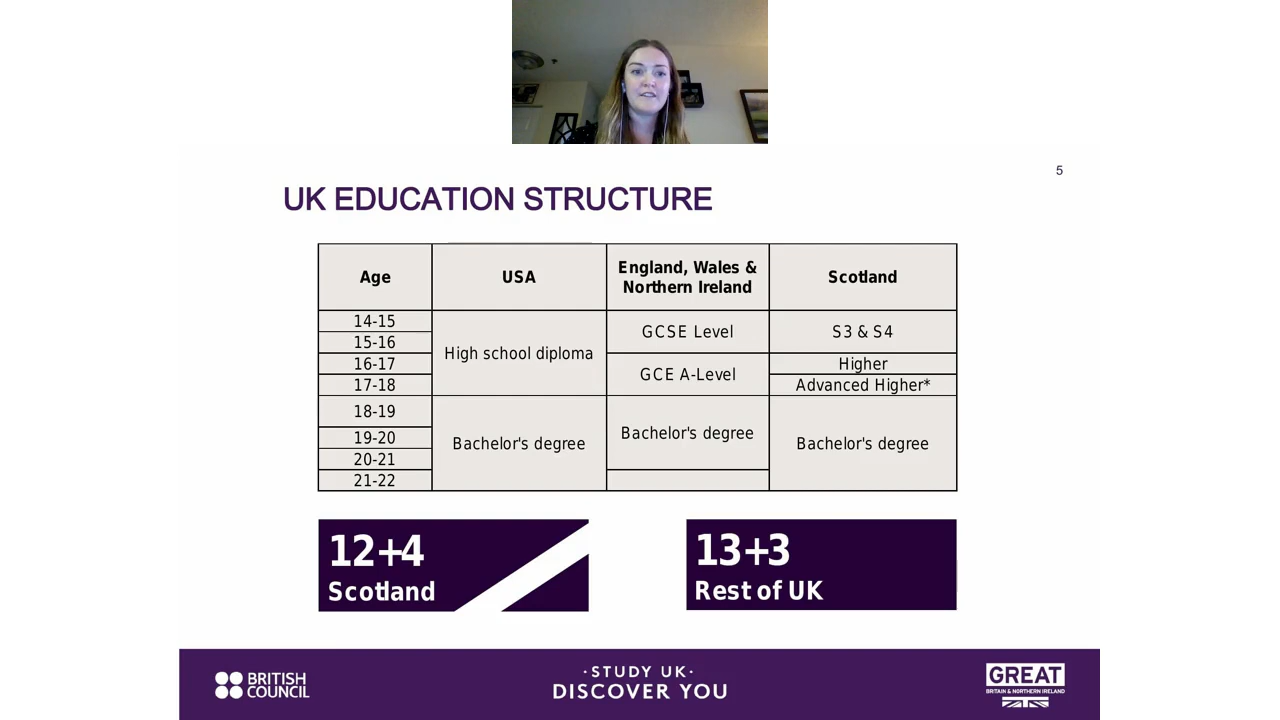 5
UK EDUCATION STRUCTURE
Age USA England, Wales & Northern Ireland Scotland
14-15 High school diploma GCSE Level S3 & S4
15-16
16-17 GCE A-Level Higher
17-18 Advanced Higher*
18-19 Bachelor's degree Bachelor's degree Bachelor's degree
19-20
20-21
21-22
12+4
Scotland
13+3
Rest of UK
BRITISH
COUNCIL
·STUDY UK·
DISCOVER YOU
GREAT
BRITAIN & NORTHERN IRELAND